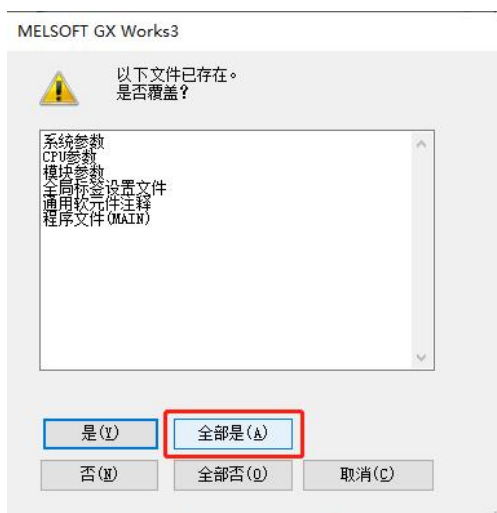 MELSOFT GX Works3
以下文件已存在。
是否覆盖?
系统参数
CPU参数
模块参数
全局标签设置文件
通用软元件注释
程序文件(MAIN)
是(Y)
全部是(A)
否(N)
全部否(O)
取消(C)